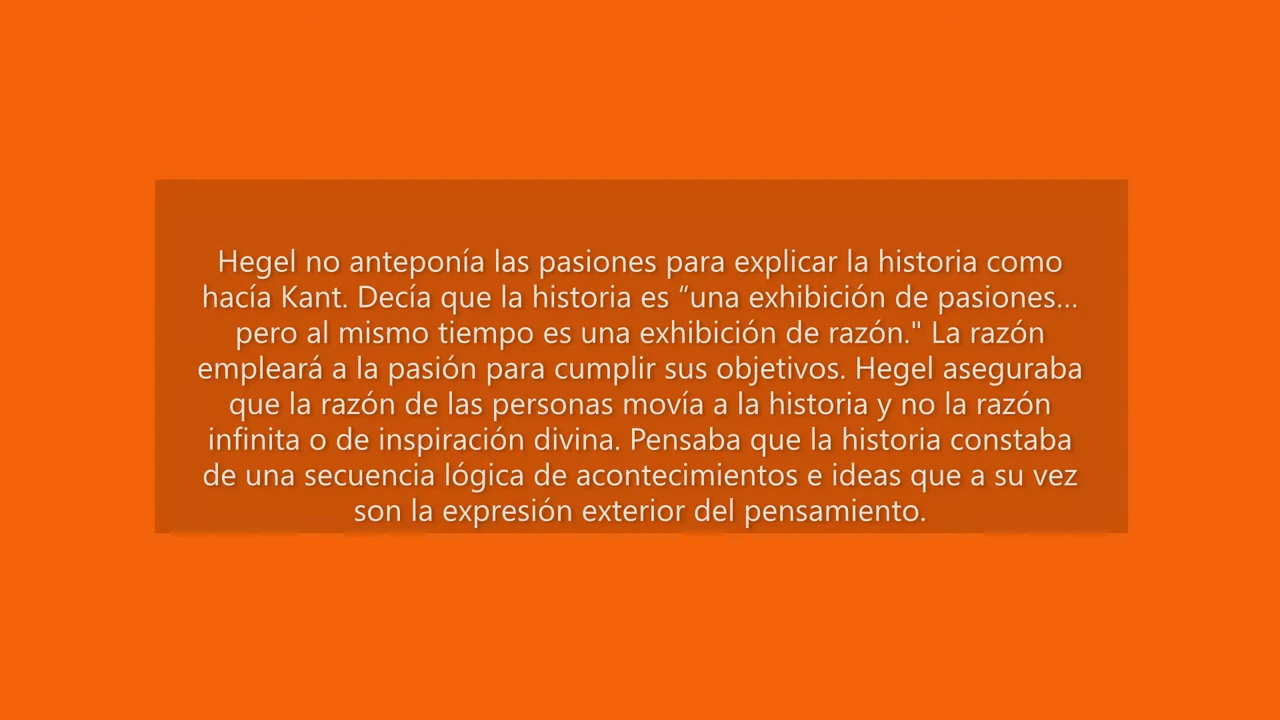 Hegel no anteponía las pasiones para explicar la historia como
hacía Kant. Decía que la historia es “una exhibición de pasiones...
pero al mismo tiempo es una exhibición de razón." La razón
empleará a la pasión para cumplir sus objetivos. Hegel aseguraba
que la razón de las personas movía a la historia y no la razón
infinita o de inspiración divina. Pensaba que la historia constaba
de una secuencia lógica de acontecimientos e ideas que a su vez
son la expresión exterior del pensamiento.